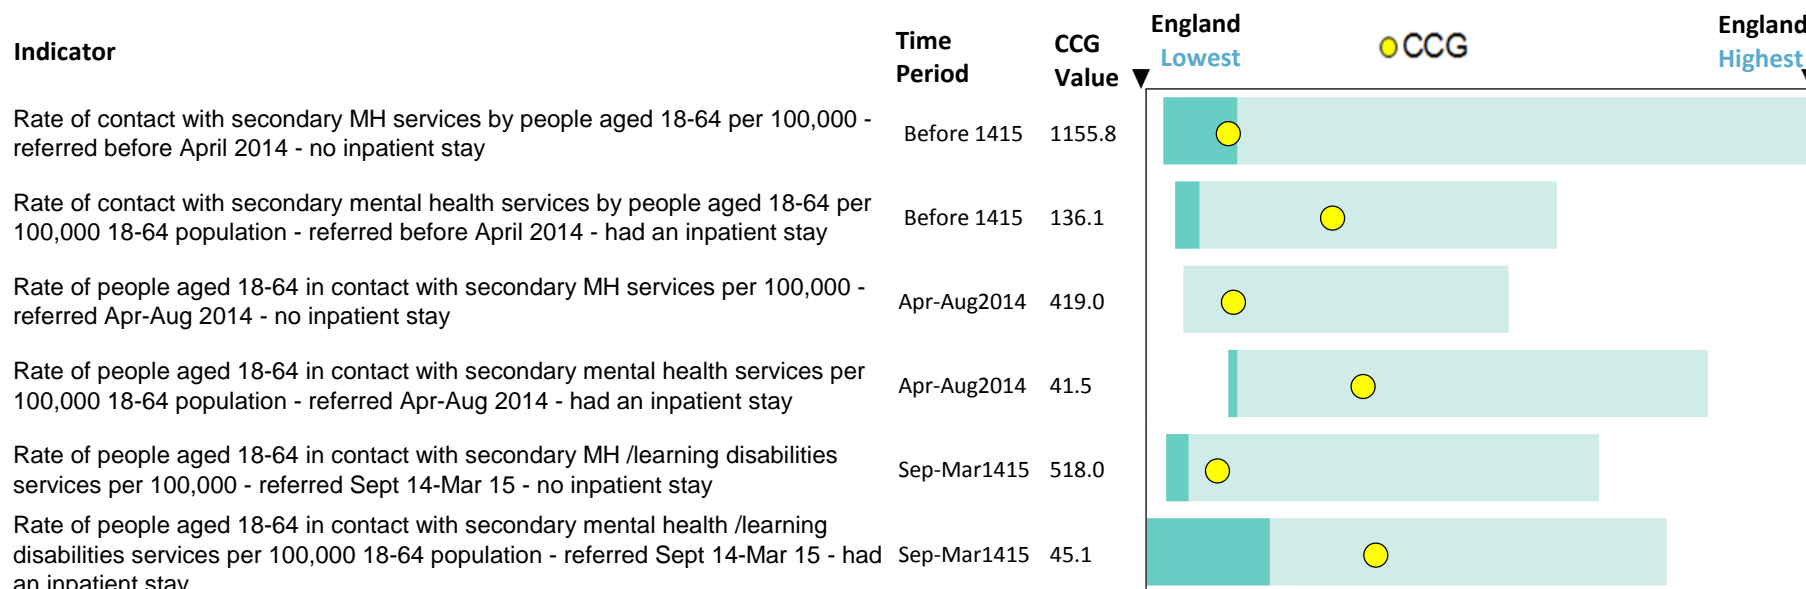 Indicator
Time
Period
CCG
Value
England
Lowest
CCG
England
Highest
Rate of contact with secondary MH services by people aged 18-64 per 100,000 -
referred before April 2014 - no inpatient stay
Before 1415
1155.8
Rate of contact with secondary mental health services by people aged 18-64 per
100,000 18-64 population - referred before April 2014 - had an inpatient stay
Before 1415
136.1
Rate of people aged 18-64 in contact with secondary MH services per 100,000 -
referred Apr-Aug 2014 - no inpatient stay
Apr-Aug2014
419.0
Rate of people aged 18-64 in contact with secondary mental health services per
100,000 18-64 population - referred Apr-Aug 2014 - had an inpatient stay
Apr-Aug2014
41.5
Rate of people aged 18-64 in contact with secondary MH /learning disabilities
services per 100,000 - referred Sept 14-Mar 15 - no inpatient stay
Sep-Mar1415
518.0
Rate of people aged 18-64 in contact with secondary mental health /learning
disabilities services per 100,000 18-64 population - referred Sept 14-Mar 15 - had
an inpatient stay
Sep-Mar1415
45.1